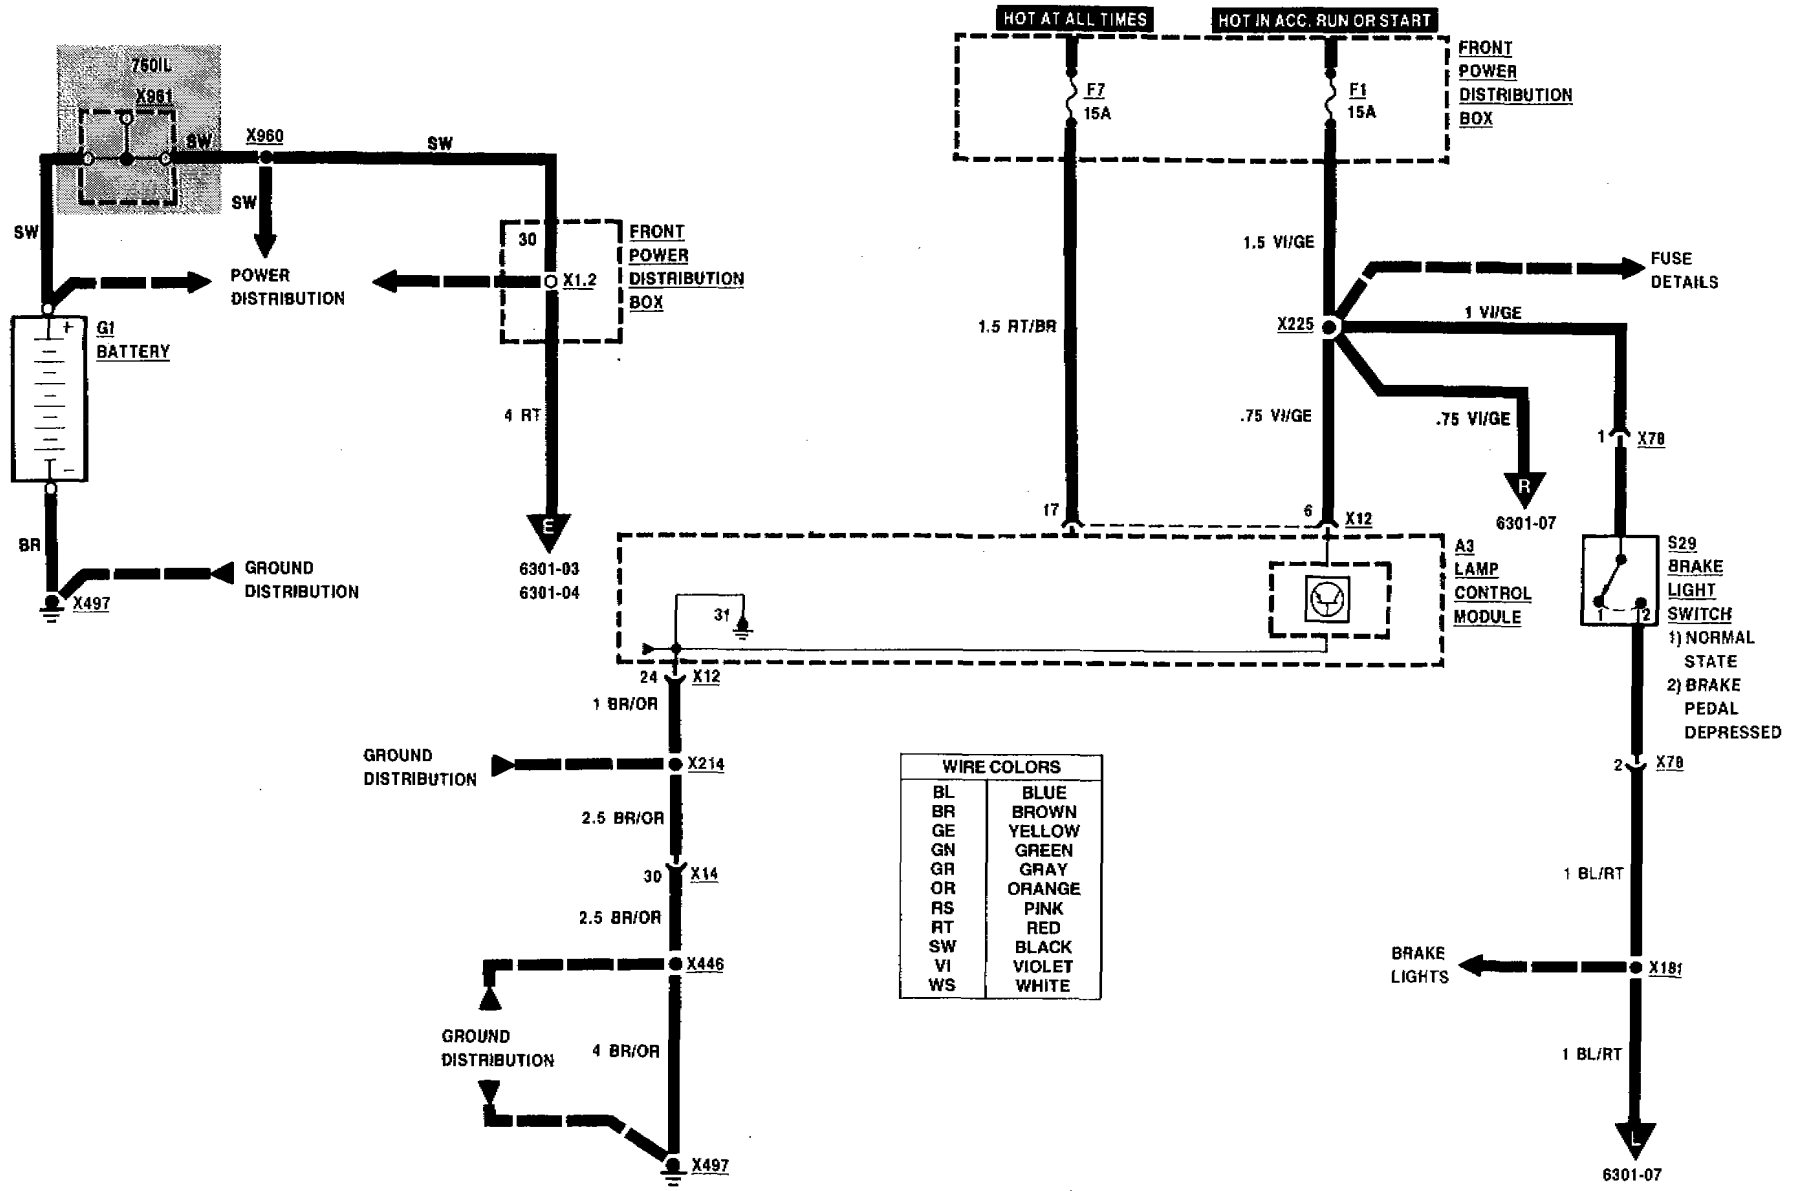 HOT AT ALL TIMES
HOT IN ACC, RUN OR START
FRONT
POWER
DISTRIBUTION
BOX
F7
15A
F1
15A
750IL
X961
SW
X960
SW
SW
SW
30
FRONT
POWER
DISTRIBUTION
BOX
X1.2
POWER
DISTRIBUTION
G1
BATTERY
+
-
4 RT
E
6301-03
6301-04
BR
X497
GROUND
DISTRIBUTION
1.5 VI/GE
FUSE
DETAILS
1.5 RT/BR
X225
1 VI/GE
.75 VI/GE
.75 VI/GE
1
X78
R
6301-07
17
6
X12
A3
LAMP
CONTROL
MODULE
31
S29
BRAKE
LIGHT
SWITCH
1) NORMAL
STATE
2) BRAKE
PEDAL
DEPRESSED
1
2
24
X12
1 BR/OR
GROUND
DISTRIBUTION
X214
2.5 BR/OR
30
X14
2.5 BR/OR
X446
GROUND
DISTRIBUTION
4 BR/OR
X497
WIRE COLORS
BL BLUE
BR BROWN
GE YELLOW
GN GREEN
GR GRAY
OR ORANGE
RS PINK
RT RED
SW BLACK
VI VIOLET
WS WHITE
2
X79
1 BL/RT
BRAKE
LIGHTS
X181
1 BL/RT
L
6301-07